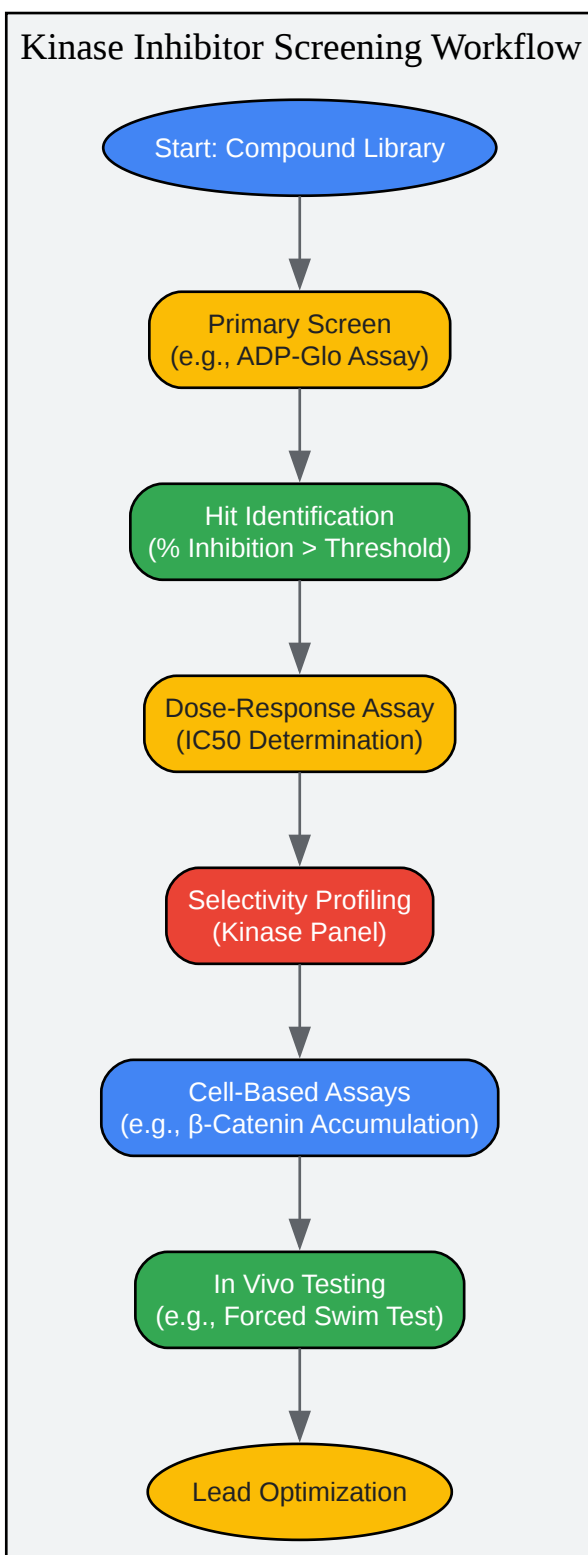 Kinase Inhibitor Screening Workflow
Start: Compound Library
Primary Screen
(e.g., ADP-Glo Assay)
Hit Identification
(% Inhibition > Threshold)
Dose-Response Assay
(IC50 Determination)
Selectivity Profiling
(Kinase Panel)
Cell-Based Assays
(e.g., β-Catenin Accumulation)
In Vivo Testing
(e.g., Forced Swim Test)
Lead Optimization